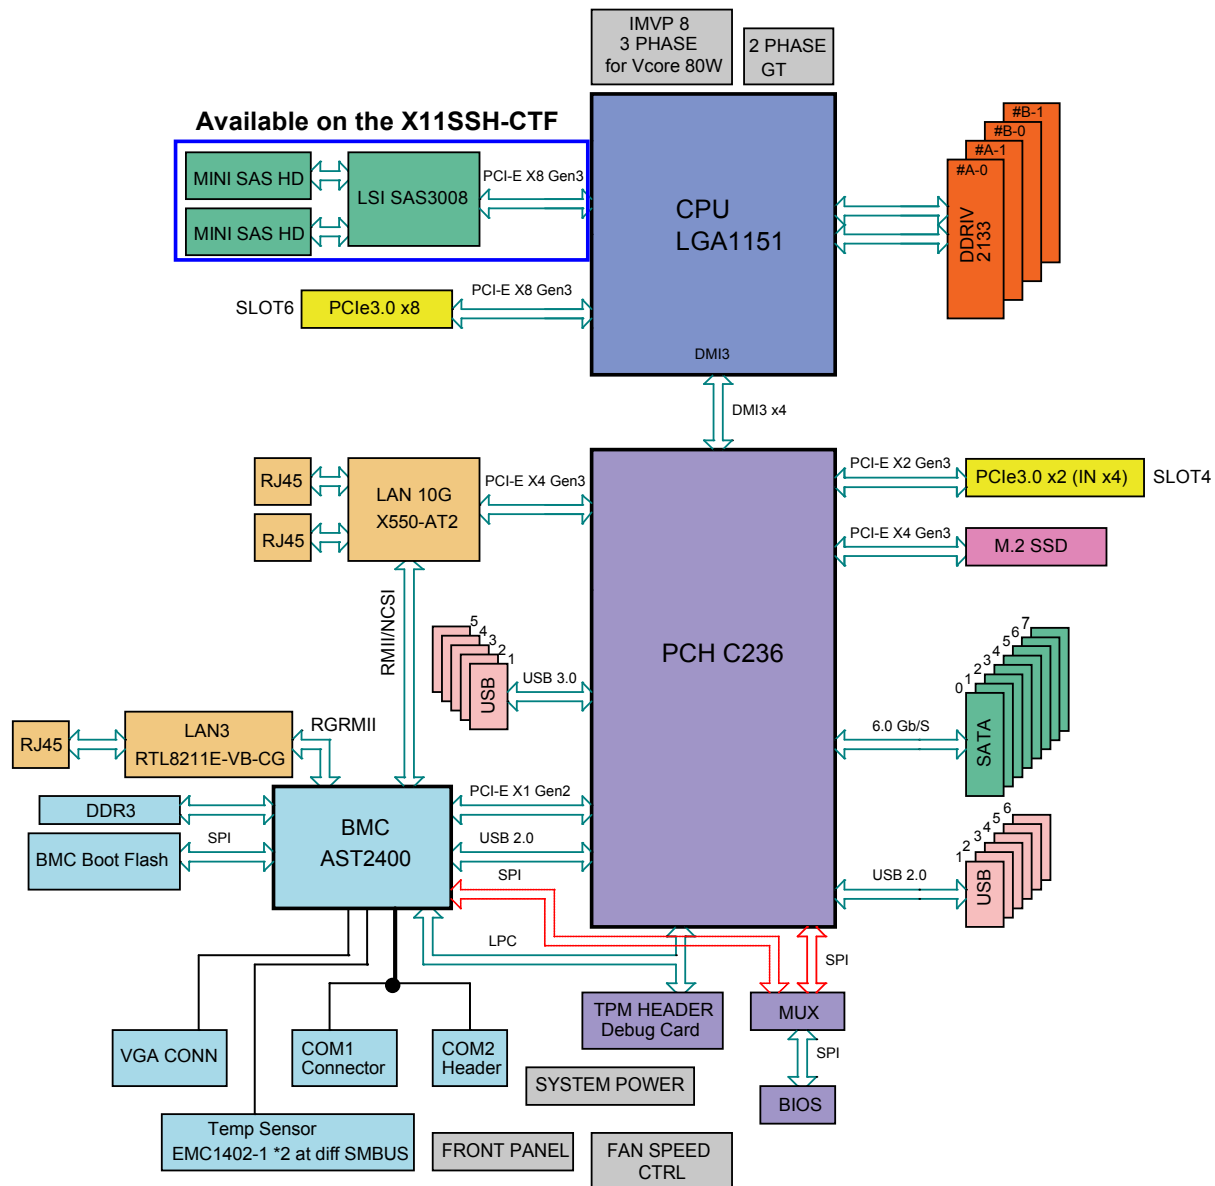 IMVP 8
3 PHASE
for Vcore 80W
2 PHASE
GT
Available on the X11SSH-CTF
MINI SAS HD
MINI SAS HD
LSI SAS3008
PCI-E X8 Gen3
CPU
LGA1151
#B-1
#B-0
#A-1
#A-0
DDRIV
2133
SLOT6
PCIe3.0 x8
PCI-E X8 Gen3
DMI3
DMI3 x4
RJ45
RJ45
LAN 10G
X550-AT2
PCI-E X4 Gen3
PCI-E X2 Gen3
PCIe3.0 x2 (IN x4)
SLOT4
PCI-E X4 Gen3
M.2 SSD
RMII/NCSI
PCH C236
5
4
3
2
1
USB
USB 3.0
7
6
5
4
3
2
1
0
SATA
6.0 Gb/S
RJ45
LAN3
RTL8211E-VB-CG
RGRMII
DDR3
BMC Boot Flash
SPI
BMC
AST2400
PCI-E X1 Gen2
USB 2.0
SPI
LPC
6
5
4
3
2
1
USB
USB 2.0
SPI
TPM HEADER
Debug Card
MUX
SPI
BIOS
VGA CONN
COM1
Connector
COM2
Header
SYSTEM POWER
Temp Sensor
EMC1402-1 *2 at diff SMBUS
FRONT PANEL
FAN SPEED
CTRL